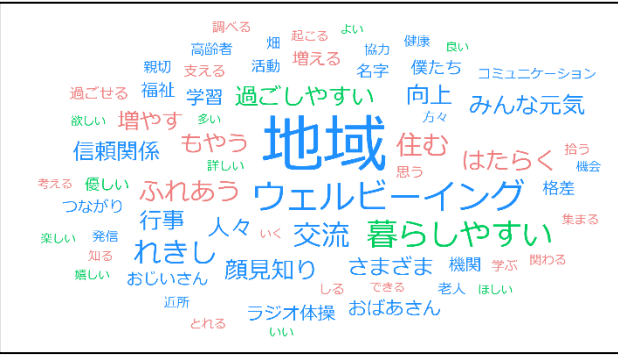 調べる 起こる よい
高齢者 畑 増える 協力 健康 良い
親切 支える 活動 名字 僕たち コミュニケーション
過ごせる 福祉 学習 過ごしやすい 向上 みんな元気
欲しい 増やす 多い 地域 方々
信頼関係 もやう 住む はたらく 拾う
詳しい 思う 機会
考える 優しい ふれあう ウェルビーイング 格差
つながり 行事 人々 いく 交流 暮らしやすい 集まる
楽しい 発信 れきし
知る 顔見知り さまざま 機関 学ぶ 関わる
嬉しい おじいさん しる できる 老人 ほしい
近所 ラジオ体操 おばあさん
とれる いい